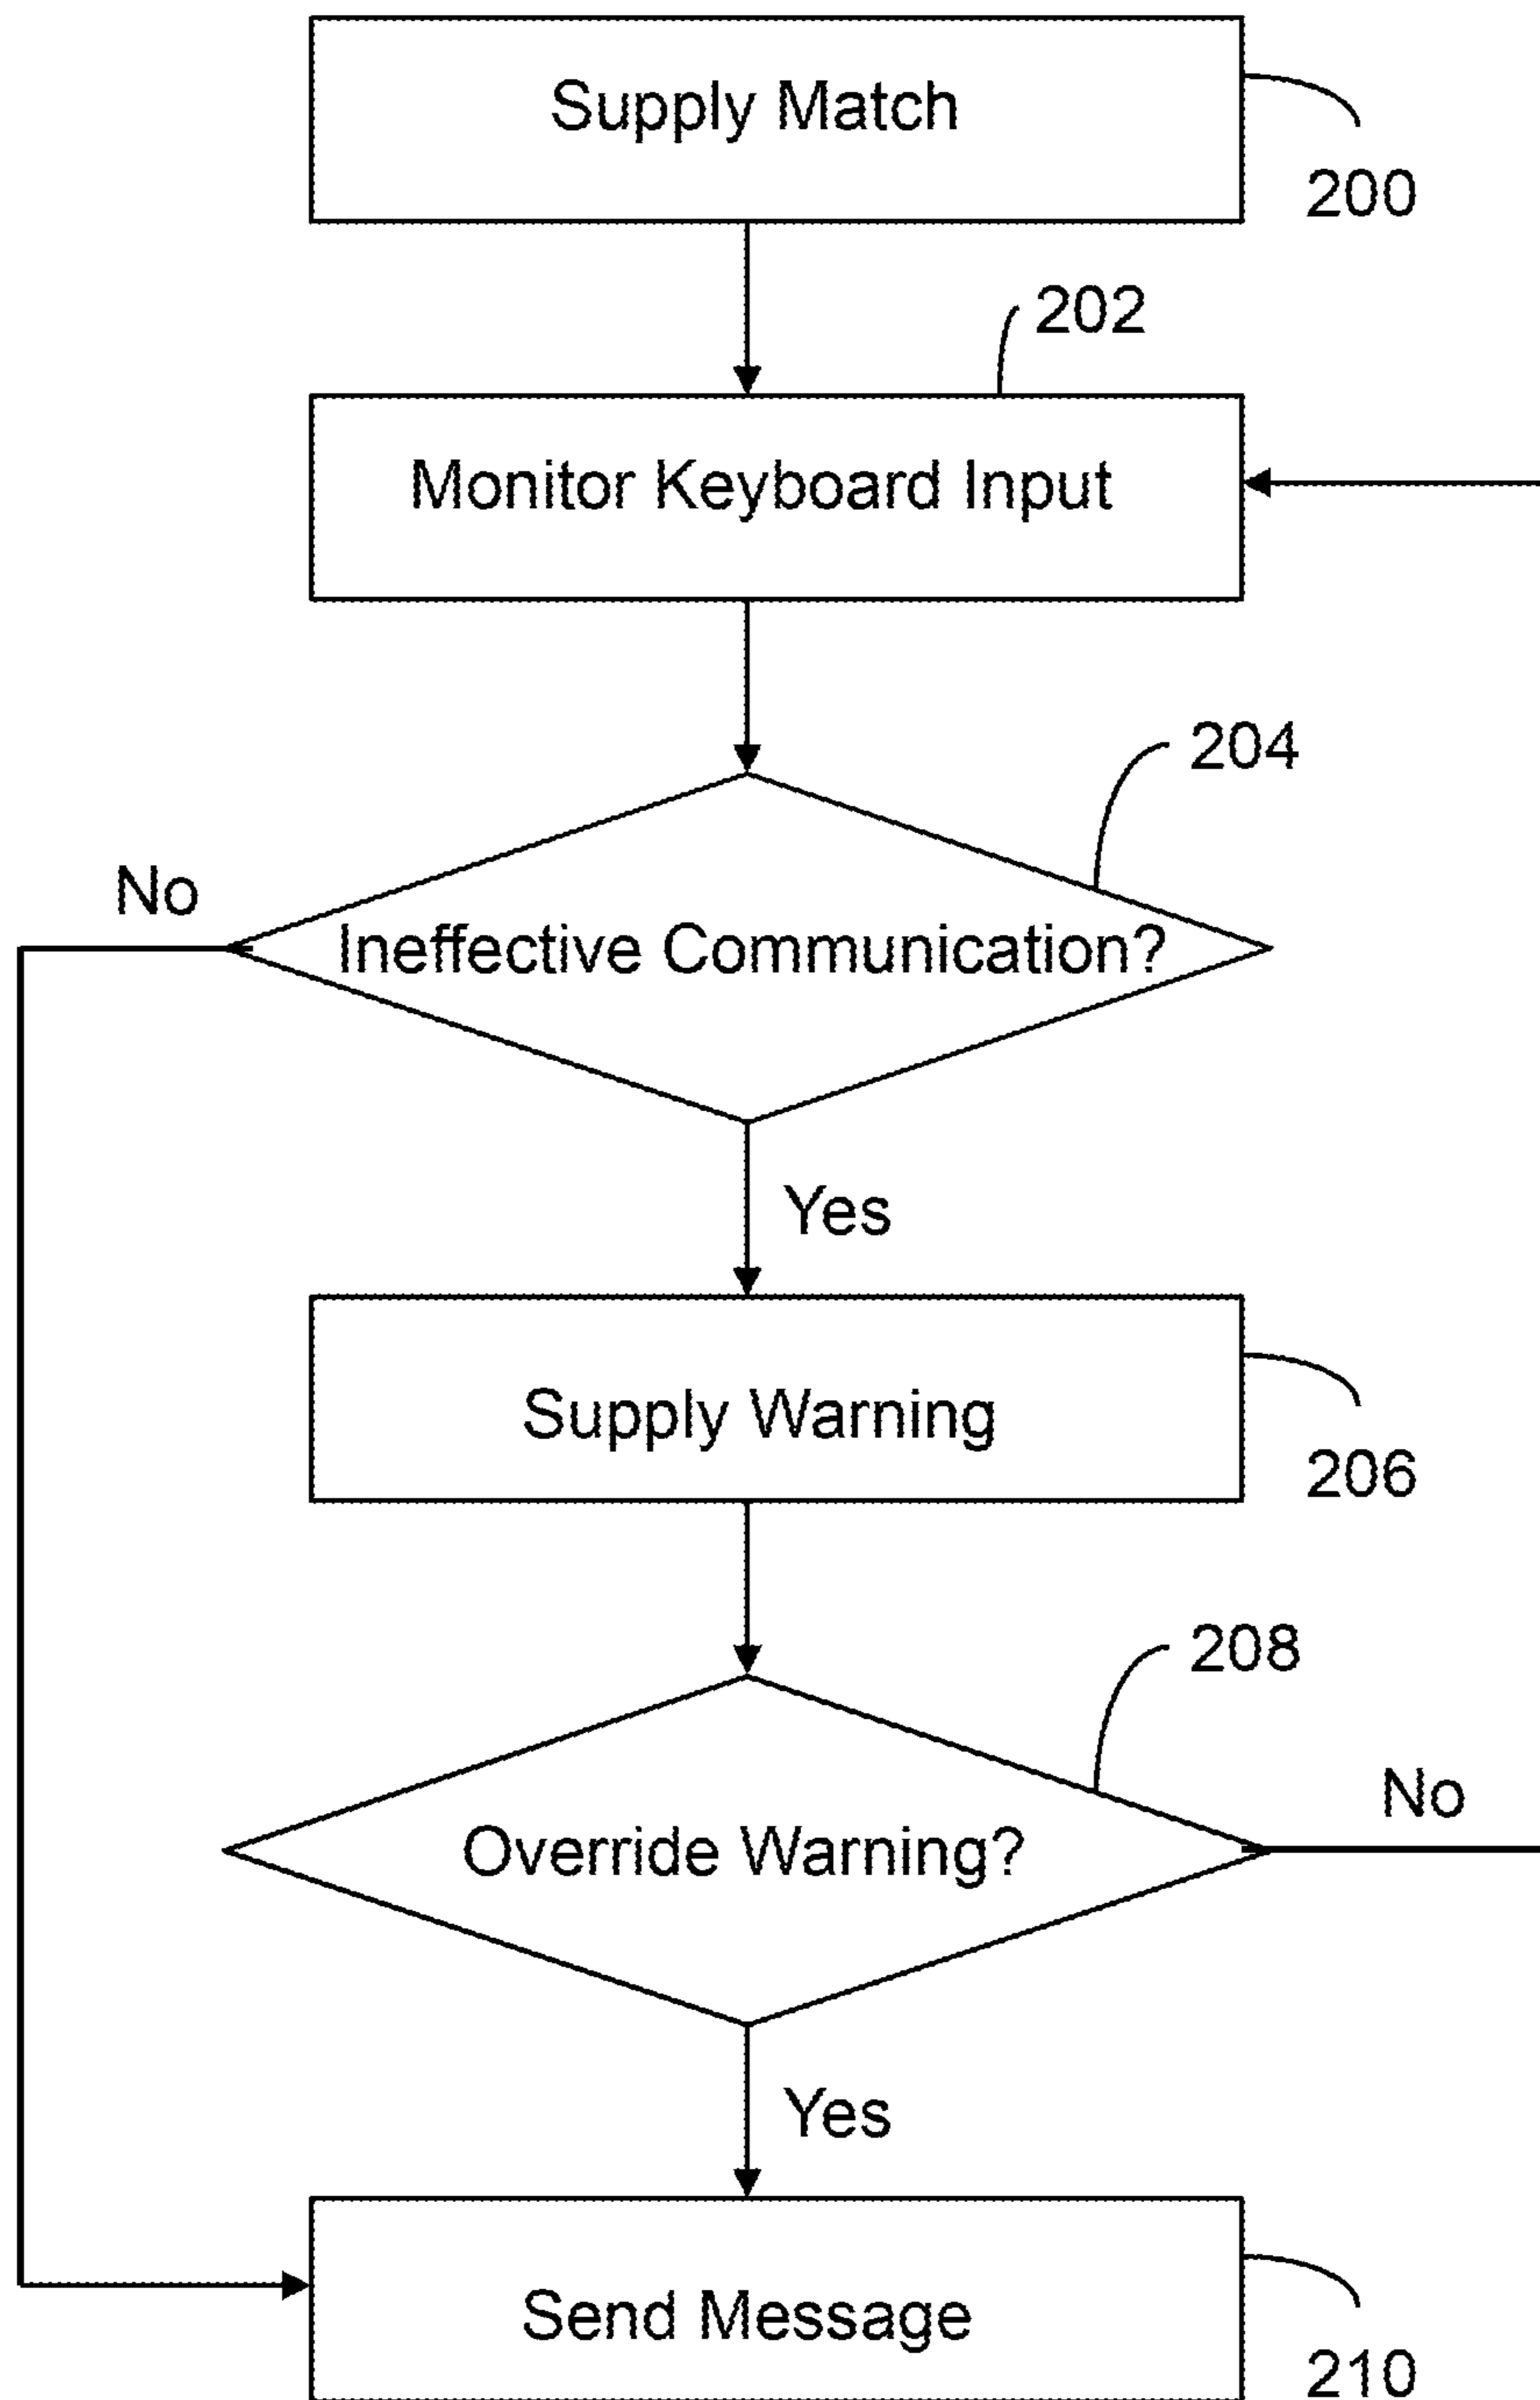 Supply Match
200
202
Monitor Keyboard Input
204
No
Ineffective Communication?
Yes
Supply Warning
206
208
No
Override Warning?
Yes
Send Message
210